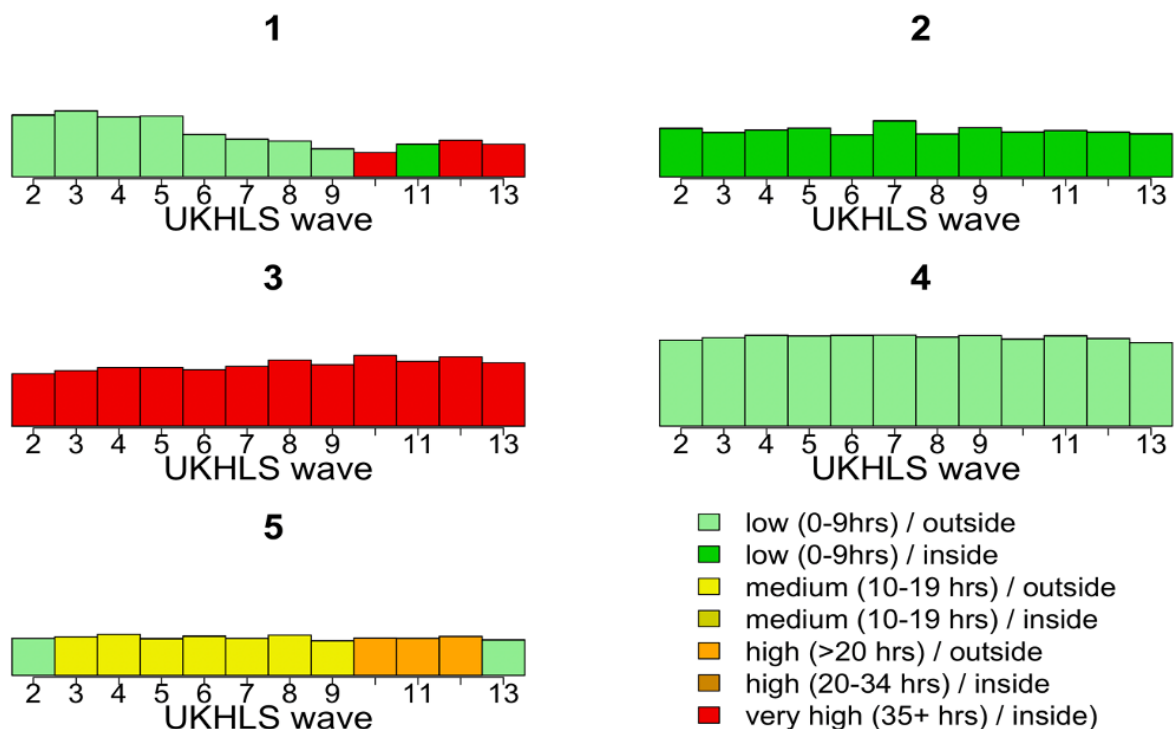 1
2
2 3 4 5 6 7 8 9 11 13
UKHLS wave
2 3 4 5 6 7 8 9 11 13
UKHLS wave
3
4
2 3 4 5 6 7 8 9 11 13
UKHLS wave
2 3 4 5 6 7 8 9 11 13
UKHLS wave
5
2 3 4 5 6 7 8 9 11 13
UKHLS wave
low (0-9hrs) / outside
low (0-9hrs) / inside
medium (10-19 hrs) / outside
medium (10-19 hrs) / inside
high (>20 hrs) / outside
high (20-34 hrs) / inside
very high (35+ hrs) / inside)